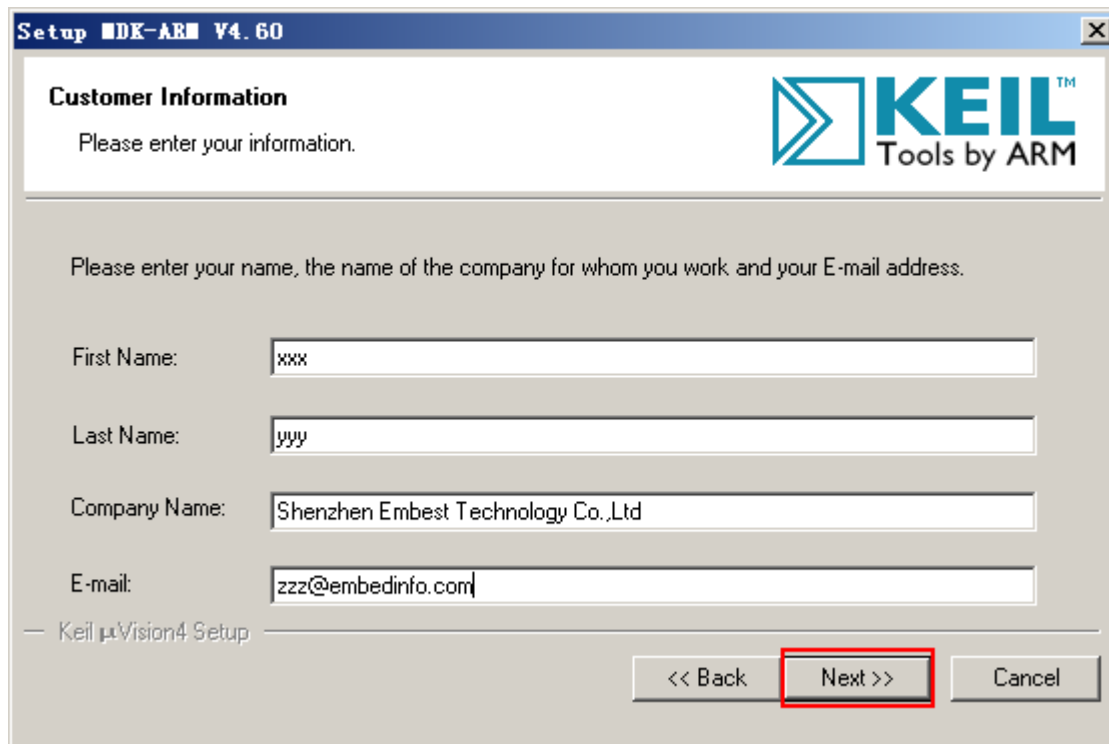 Setup MDK-ARM V4.60
Customer Information
Please enter your information.
KEIL™
Tools by ARM
Please enter your name, the name of the company for whom you work and your E-mail address.
First Name: xxx
Last Name: yyy
Company Name: Shenzhen Embest Technology Co.,Ltd
E-mail: zzz@embedinfo.com
Keil µVision4 Setup
<< Back Next >> Cancel